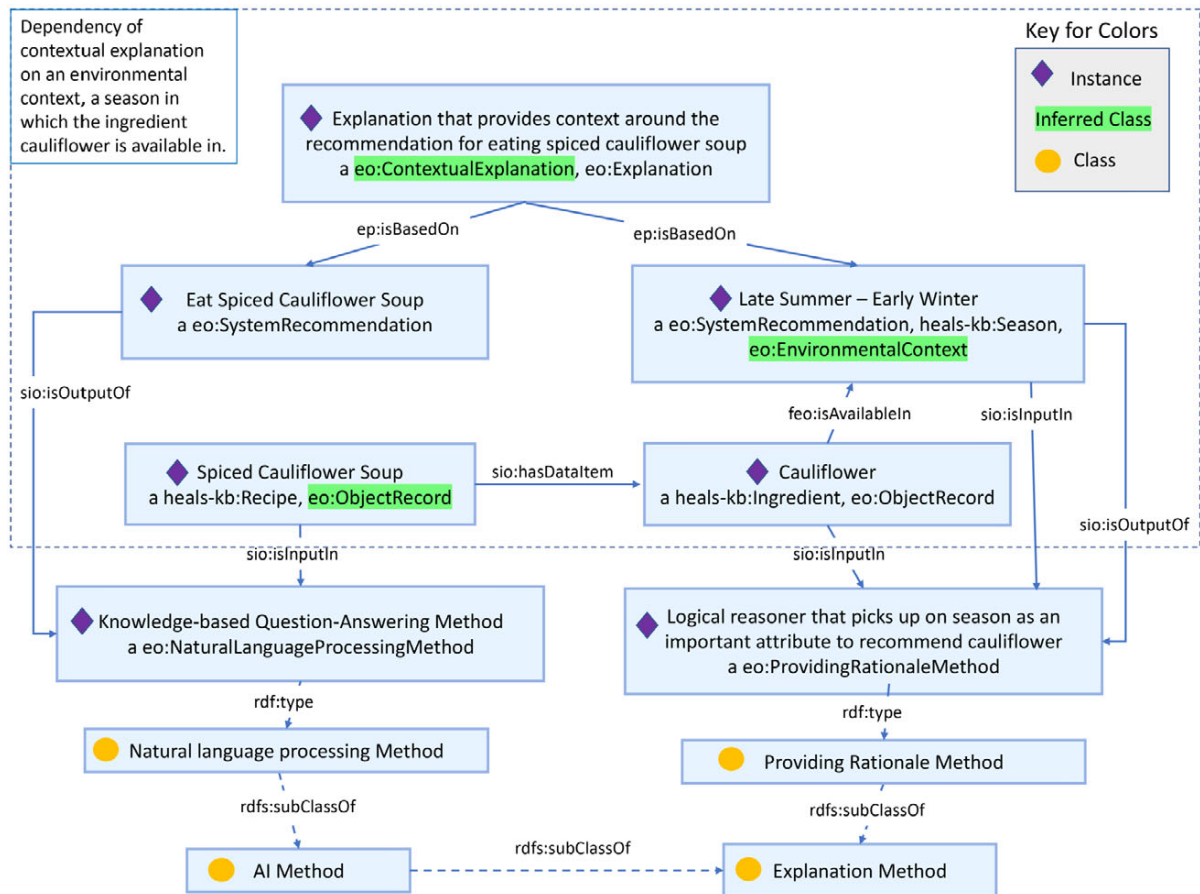 Dependency of
contextual explanation
on an environmental
context, a season in
which the ingredient
cauliflower is available in.
Key for Colors
Instance
Inferred Class
Class
Explanation that provides context around the
recommendation for eating spiced cauliflower soup
a eo:ContextualExplanation, eo:Explanation
ep:isBasedOn
ep:isBasedOn
Eat Spiced Cauliflower Soup
a eo:SystemRecommendation
Late Summer – Early Winter
a eo:SystemRecommendation, heals-kb:Season,
eo:EnvironmentalContext
sio:isOutputOf
feo:isAvailableIn
sio:isInputIn
Spiced Cauliflower Soup
a heals-kb:Recipe, eo:ObjectRecord
sio:hasDataItem
Cauliflower
a heals-kb:Ingredient, eo:ObjectRecord
sio:isOutputOf
sio:isInputIn
sio:isInputIn
Knowledge-based Question-Answering Method
a eo:NaturalLanguageProcessingMethod
Logical reasoner that picks up on season as an
important attribute to recommend cauliflower
a eo:ProvidingRationaleMethod
rdf:type
rdf:type
Natural language processing Method
Providing Rationale Method
rdfs:subClassOf
rdfs:subClassOf
AI Method
rdfs:subClassOf
Explanation Method